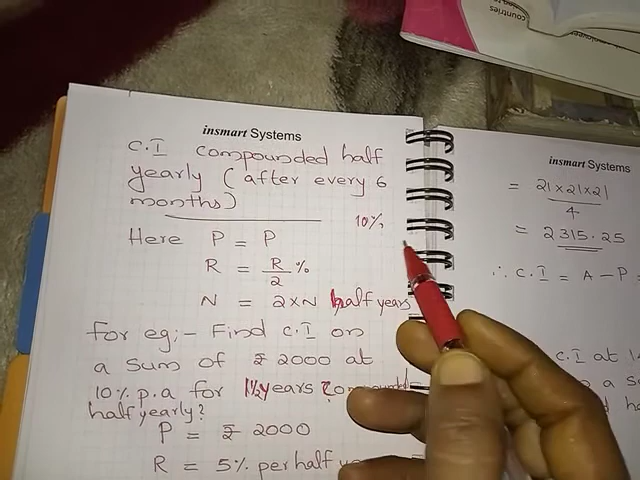 countries
insmart Systems
C.I compounded half
yearly (after every 6
months)
10%
Here P = P
R = R/2 %
N = 2×N half years
For eg:- Find C.I on
a sum of ₹ 2000 at
10% p.a for 1½ years Compounded
half yearly?
P = ₹ 2000
R = 5% per half
insmart Systems
= 21×21×21
4
= 2315.25
∴ C.I = A – P =
C.I at